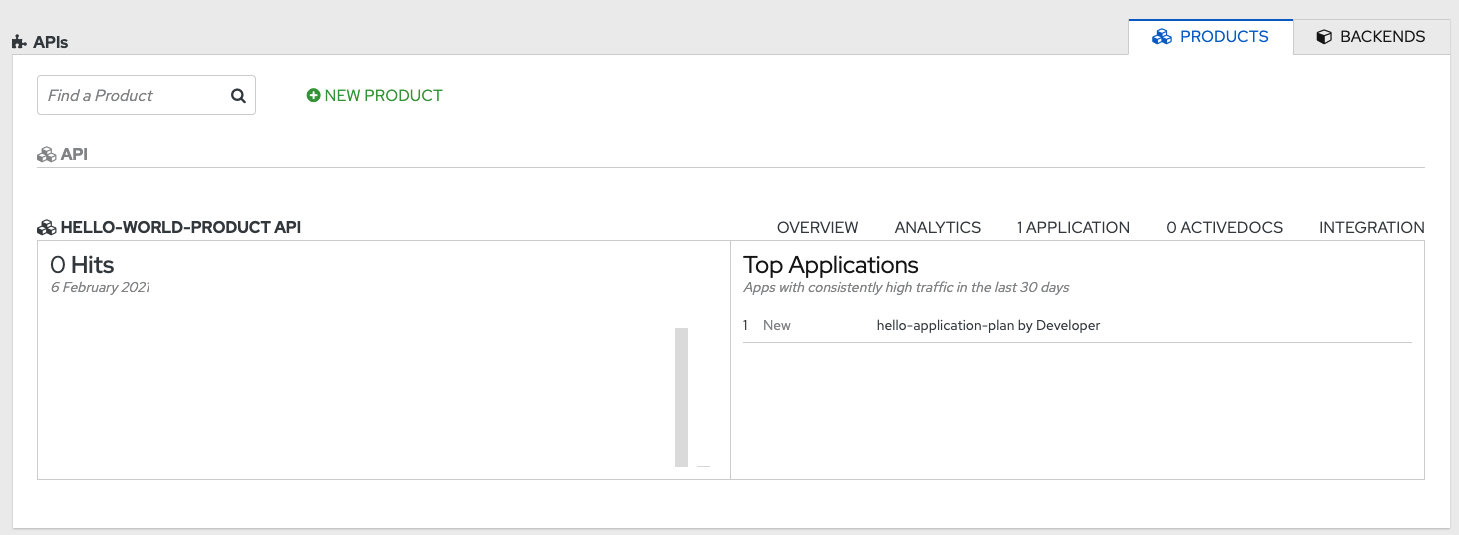 APIs
PRODUCTS
BACKENDS
Find a Product
NEW PRODUCT
API
HELLO-WORLD-PRODUCT API
OVERVIEW
ANALYTICS
1 APPLICATION
0 ACTIVEDOCS
INTEGRATION
0 Hits
6 February 2021
Top Applications
Apps with consistently high traffic in the last 30 days
1 New hello-application-plan by Developer